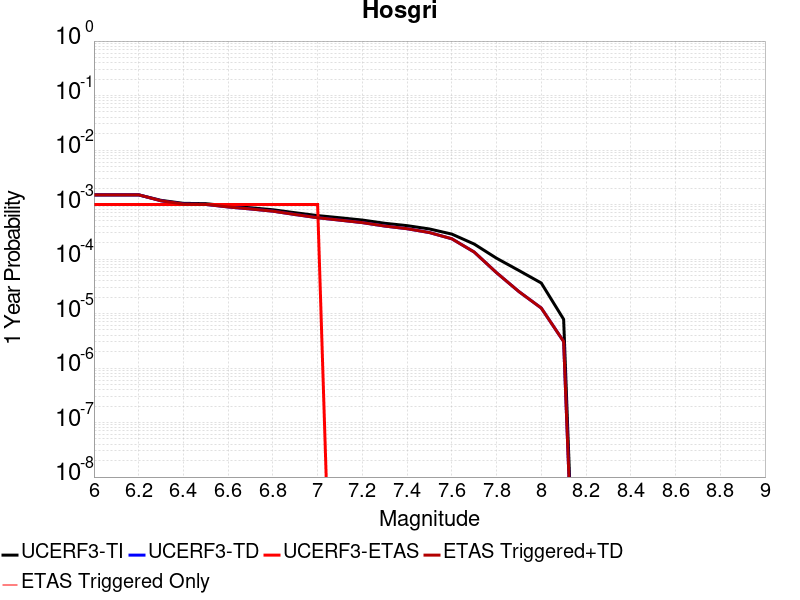 Hosgri
10^0
10^-1
10^-2
10^-3
10^-4
10^-5
10^-6
10^-7
10^-8
1 Year Probability
6 6.2 6.4 6.6 6.8 7 7.2 7.4 7.6 7.8 8 8.2 8.4 8.6 8.8 9
Magnitude
UCERF3-TI UCERF3-TD UCERF3-ETAS ETAS Triggered+TD
ETAS Triggered Only